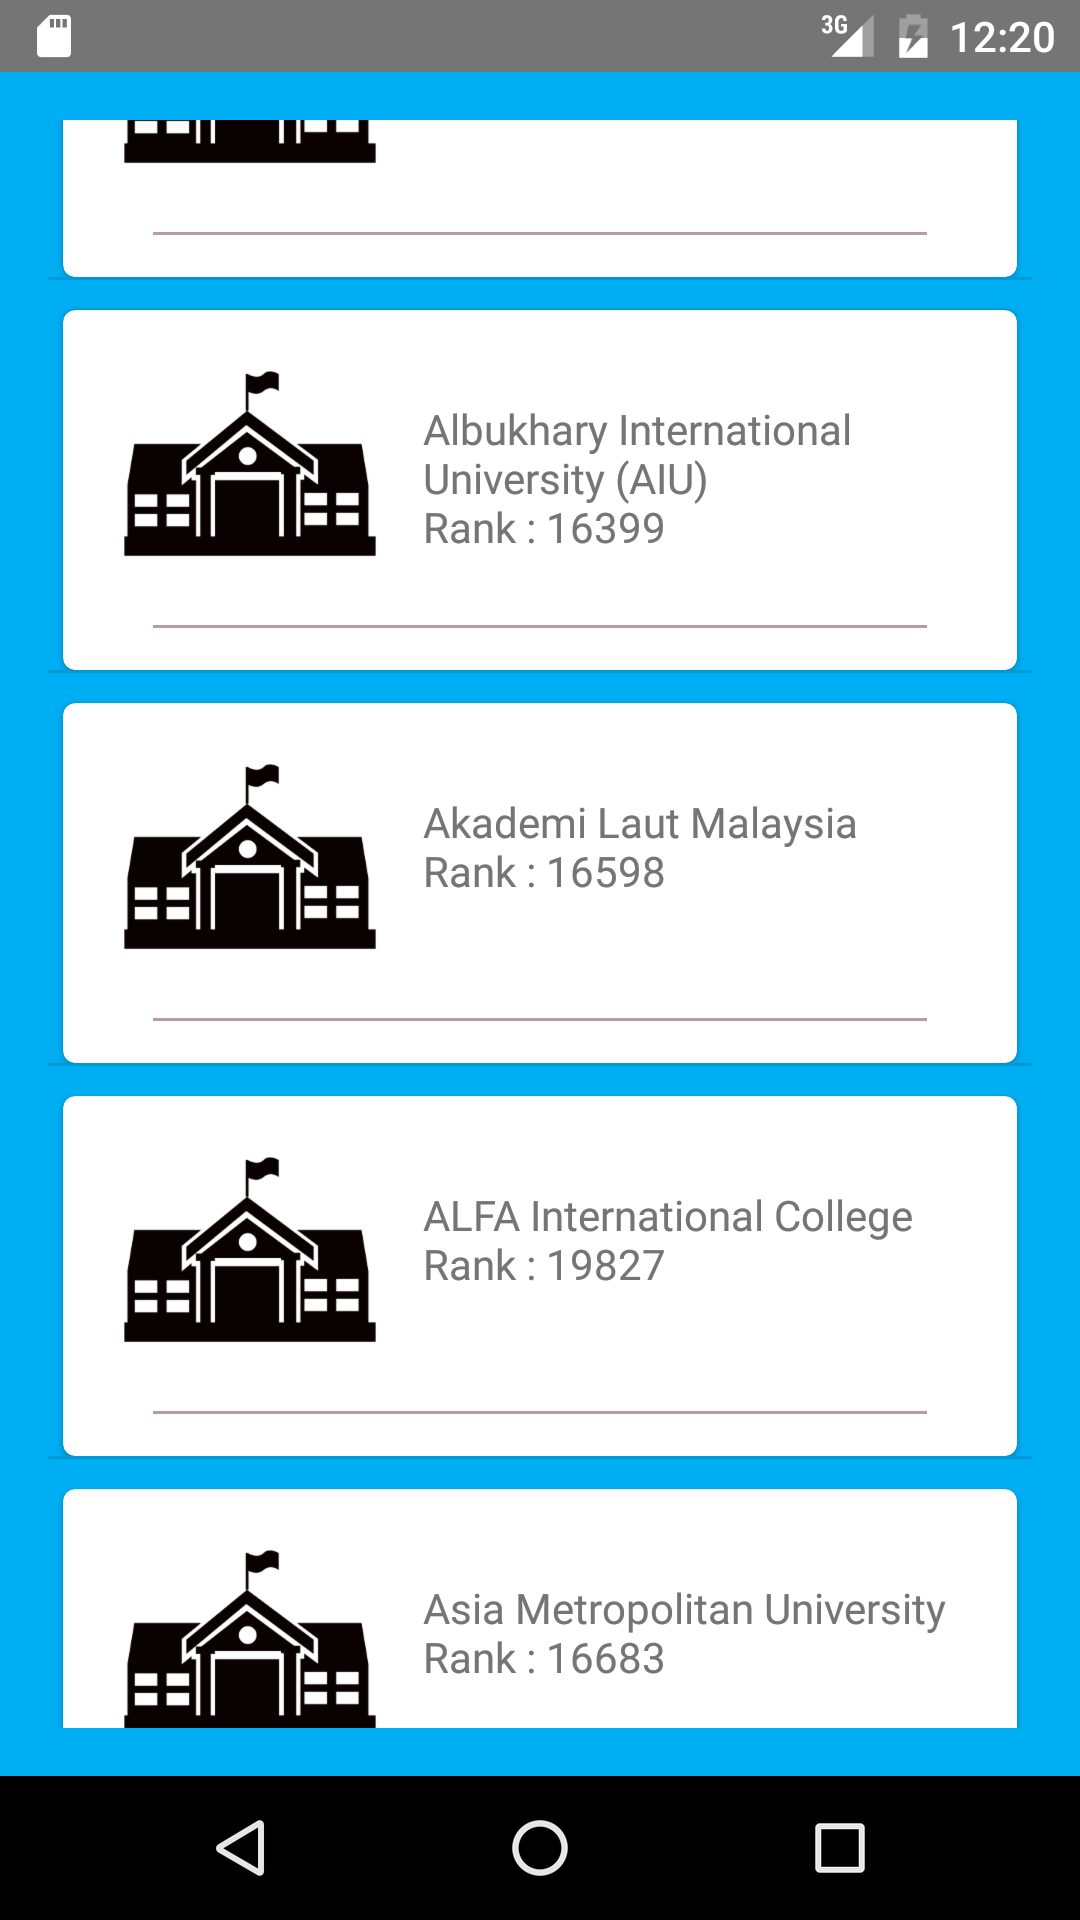 3G 12:20
Albukhary International
University (AIU)
Rank : 16399
Akademi Laut Malaysia
Rank : 16598
ALFA International College
Rank : 19827
Asia Metropolitan University
Rank : 16683